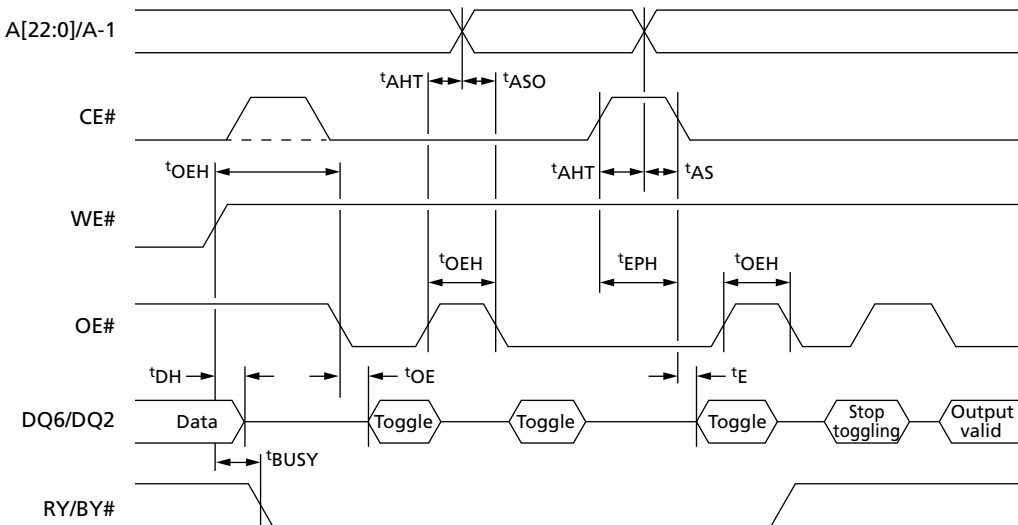 A[22:0]/A-1
tAHT tASO
CE#
tOEH
tAHT tAS
WE#
tOEH tEPH tOEH
OE#
tDH tOE tE
DQ6/DQ2 Data Toggle Toggle Toggle Stop toggling Output valid
tBUSY
RY/BY#